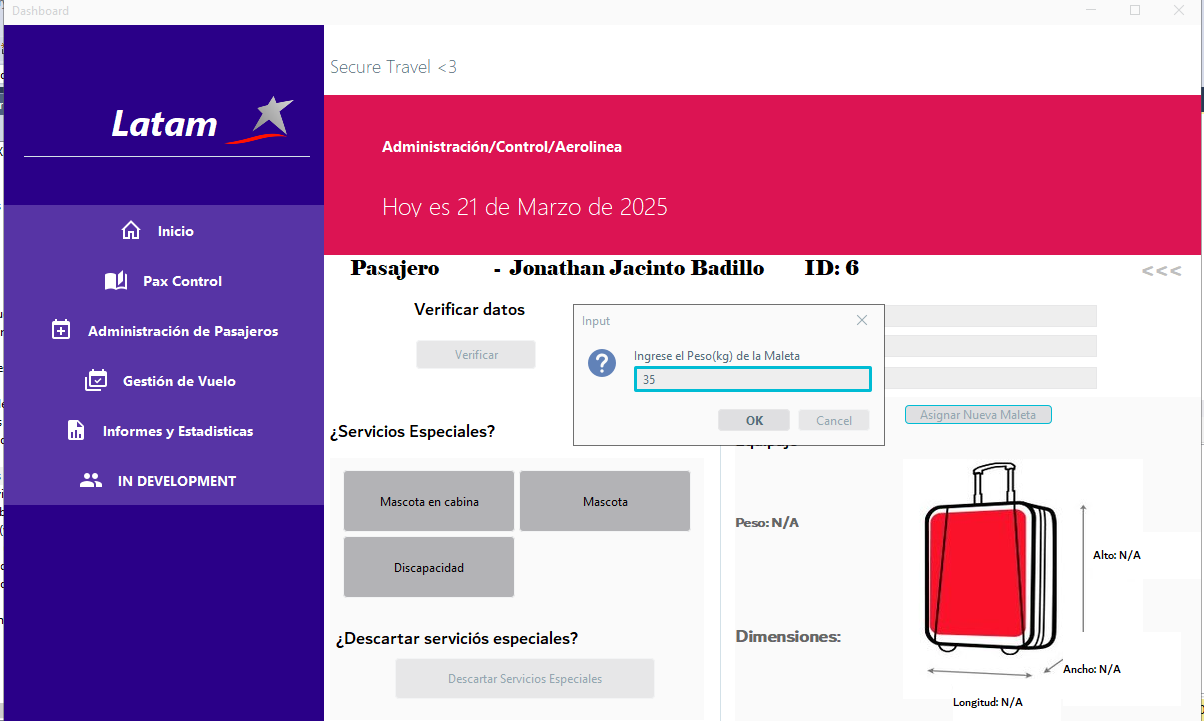 Dashboard
Secure Travel <3
Latam
Administración/Control/Aerolinea
Hoy es 21 de Marzo de 2025
Inicio
Pax Control
Administración de Pasajeros
Gestión de Vuelo
Informes y Estadisticas
IN DEVELOPMENT
Pasajero - Jonathan Jacinto Badillo ID: 6
<<<
Verificar datos
Verificar
Input
Ingrese el Peso(kg) de la Maleta
35
OK Cancel
Asignar Nueva Maleta
¿Servicios Especiales?
Mascota en cabina
Mascota
Discapacidad
¿Descartar serviciós especiales?
Descartar Servicios Especiales
Peso: N/A
Alto: N/A
Dimensiones:
Ancho: N/A
Longitud: N/A